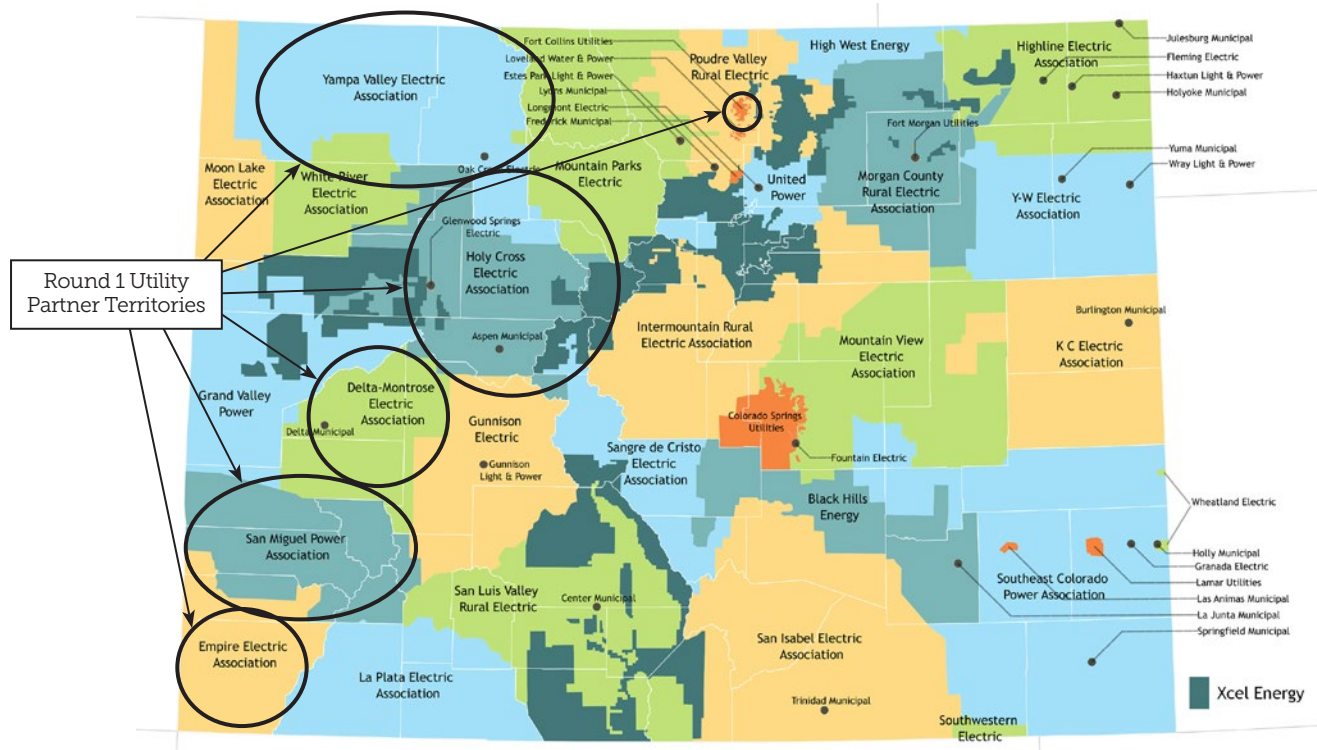 Fort Collins Utilities
Loveland Water & Power
Estes Park Light & Power
Lyons Municipal
Longmont Electric
Frederick Municipal
Poudre Valley
Rural Electric
High West Energy
Highline Electric
Association
Julesburg Municipal
Fleming Electric
Haxtun Light & Power
Holyoke Municipal
Yampa Valley Electric
Association
Fort Morgan Utilities
Yuma Municipal
Wray Light & Power
Moon Lake
Electric
Association
White River
Electric
Association
Oak Creek Electric
Mountain Parks
Electric
United
Power
Morgan County
Rural Electric
Association
Y-W Electric
Association
Glenwood Springs
Electric
Holy Cross
Electric
Association
Round 1 Utility
Partner Territories
Aspen Municipal
Intermountain Rural
Electric Association
Mountain View
Electric
Association
Burlington Municipal
K C Electric
Association
Grand Valley
Power
Delta-Montrose
Electric
Association
Delta Municipal
Gunnison
Electric
Gunnison
Light & Power
Colorado Springs
Utilities
Fountain Electric
Sangre de Cristo
Electric
Association
Black Hills
Energy
Wheatland Electric
San Miguel Power
Association
Holly Municipal
Granada Electric
Lamar Utilities
Las Animas Municipal
La Junta Municipal
Springfield Municipal
Southeast Colorado
Power Association
San Luis Valley
Rural Electric
Center Municipal
Empire Electric
Association
La Plata Electric
Association
San Isabel Electric
Association
Trinidad Municipal
Southwestern
Electric
Xcel Energy